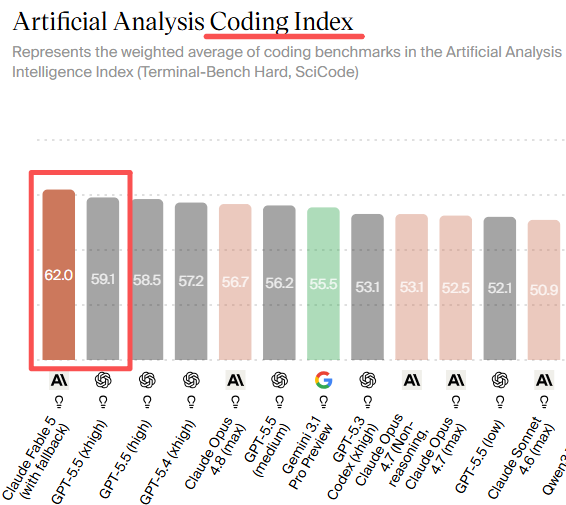 Artificial Analysis Coding Index
Represents the weighted average of coding benchmarks in the Artificial Analysis
Intelligence Index (Terminal-Bench Hard, SciCode)
62.0
59.1
58.5
57.2
56.7
56.2
55.5
53.1
53.1
52.5
52.1
50.9
Claude Fable 5
(with fallback)
GPT-5.5 (xhigh)
GPT-5.5 (high)
GPT-5.4 (xhigh)
Claude Opus
4.8 (max)
GPT-5.5
(medium)
Gemini 3.1
Pro Preview
GPT-5.3
Codex (xhigh)
Claude Opus
4.7 (Non-
reasoning,
Claude Opus
4.7 (max)
GPT-5.5 (low)
Claude Sonnet
4.6 (max)
Qwen3